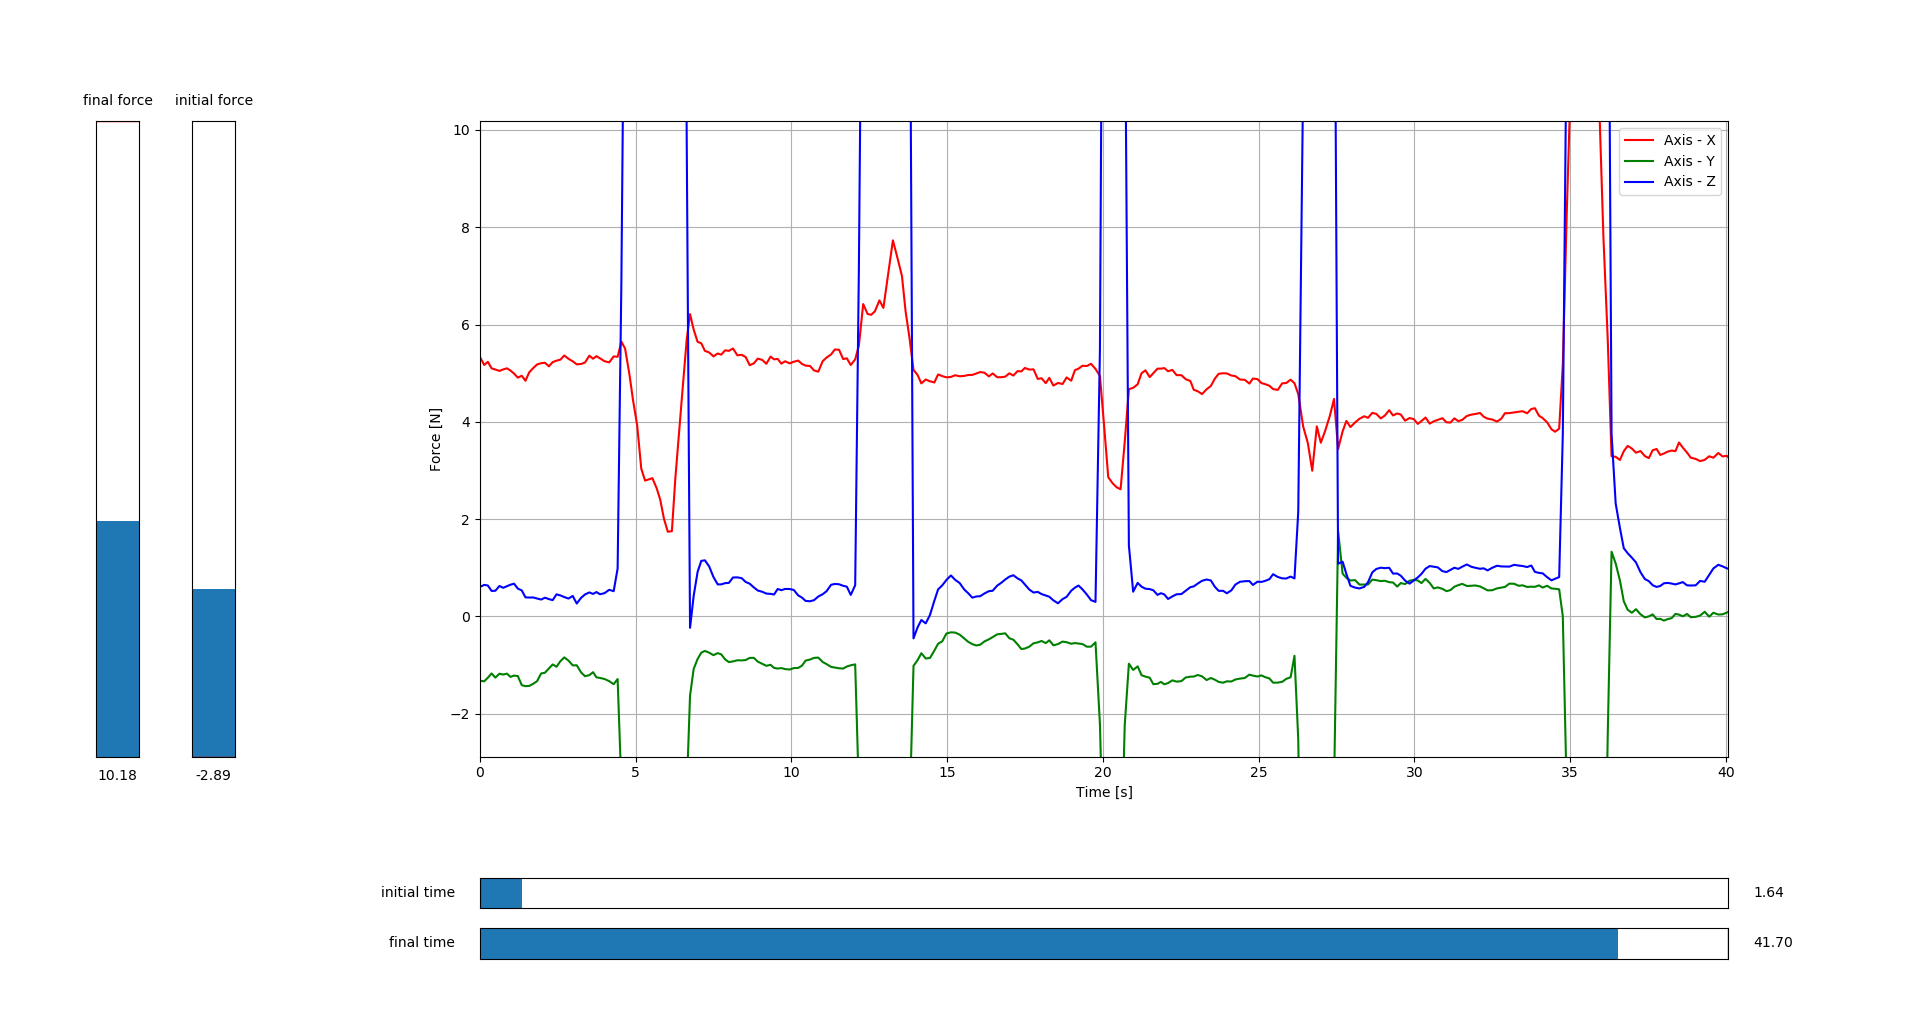 final force
initial force
10.18
-2.89
Force [N]
10
8
6
4
2
0
−2
Axis - X
Axis - Y
Axis - Z
0 5 10 15 20 25 30 35 40
Time [s]
initial time 1.64
final time 41.70